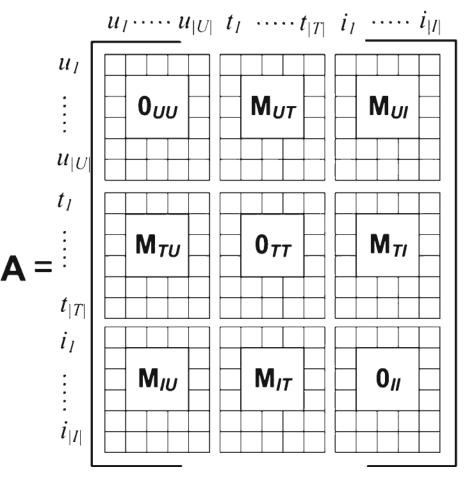 u₁ ····· u|U| t₁ ····· t|T| i₁ ····· i|I|
u₁
0UU MUT MUI
u|U|
t₁
A = MTU 0TT MTI
t|T|
i₁
MIU MIT 0II
i|I|